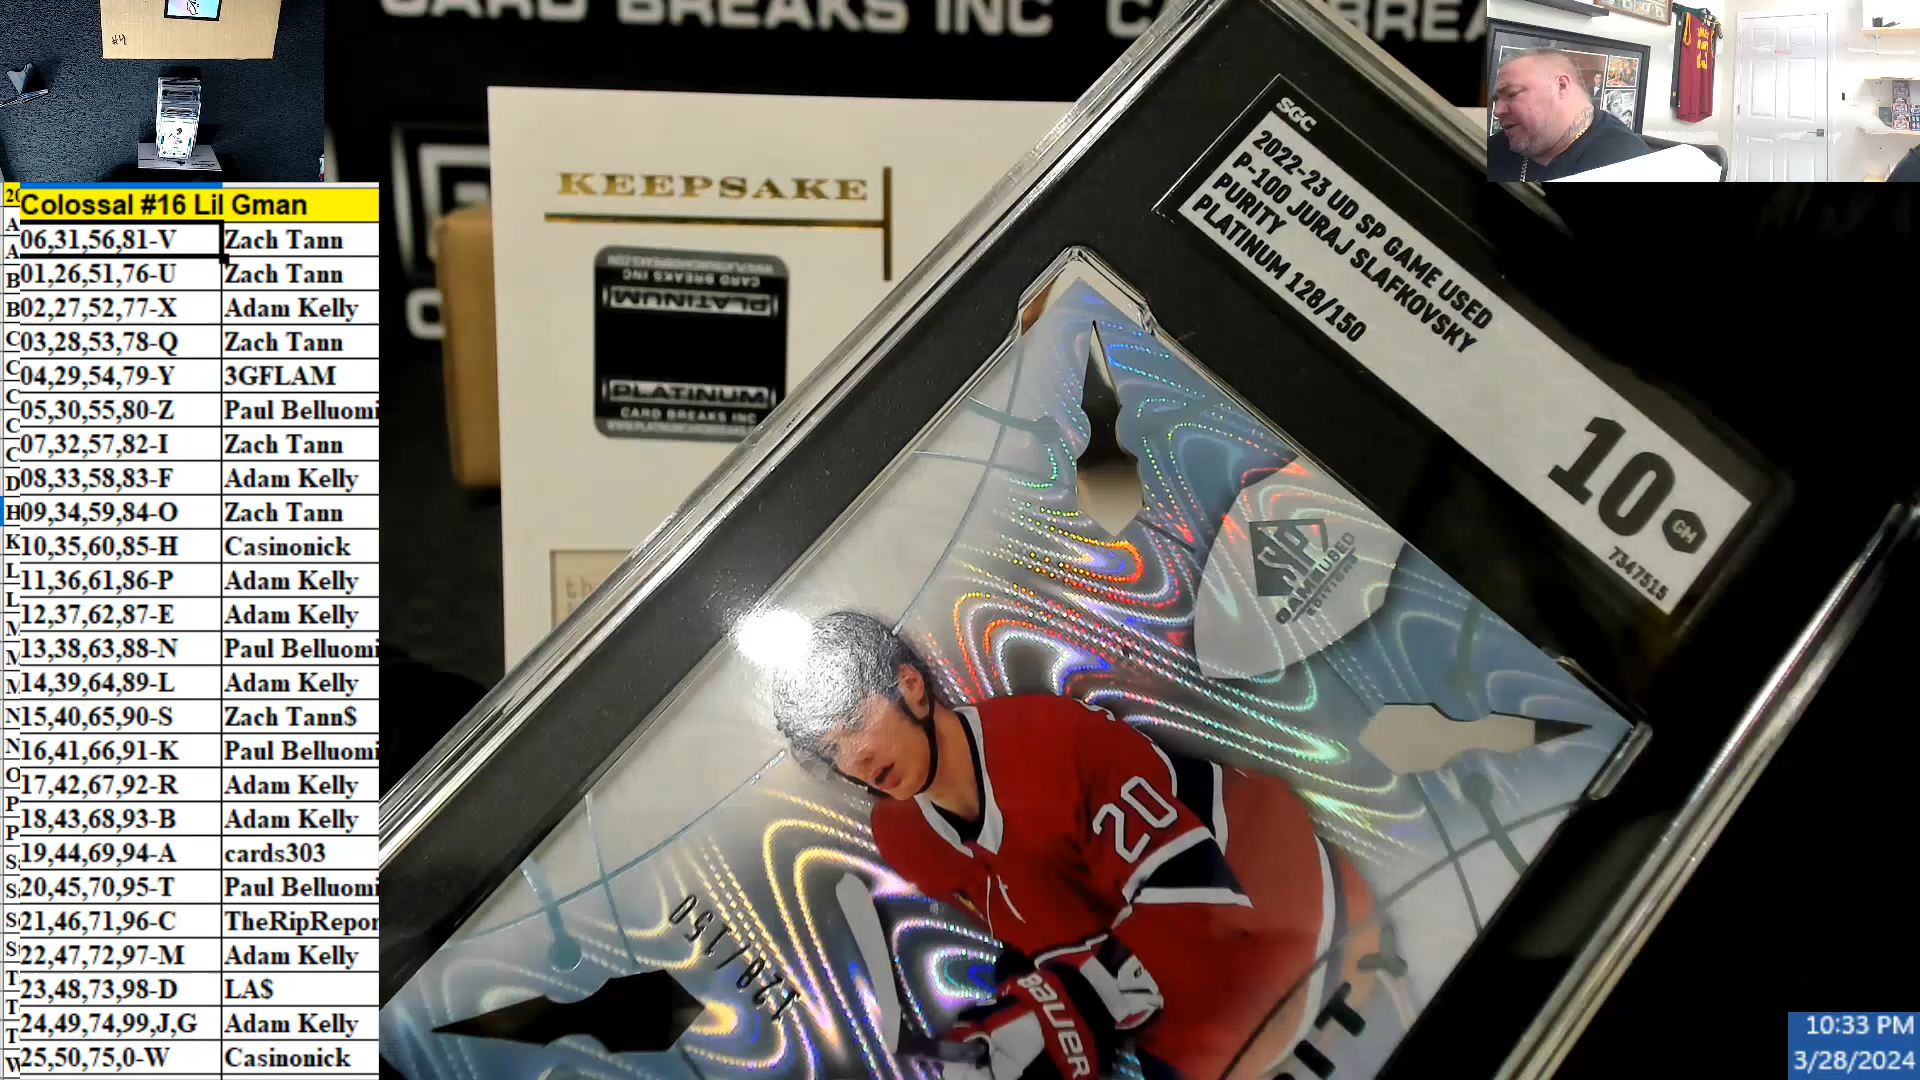 CARD BREAKS INC
#4
Colossal #16 Lil Gman
06,31,56,81-V Zach Tann
01,26,51,76-U Zach Tann
02,27,52,77-X Adam Kelly
03,28,53,78-Q Zach Tann
04,29,54,79-Y 3GFLAM
05,30,55,80-Z Paul Belluomi
07,32,57,82-I Zach Tann
08,33,58,83-F Adam Kelly
09,34,59,84-O Zach Tann
10,35,60,85-H Casinonick
11,36,61,86-P Adam Kelly
12,37,62,87-E Adam Kelly
13,38,63,88-N Paul Belluomi
14,39,64,89-L Adam Kelly
15,40,65,90-S Zach Tann$
16,41,66,91-K Paul Belluomi
17,42,67,92-R Adam Kelly
18,43,68,93-B Adam Kelly
19,44,69,94-A cards303
20,45,70,95-T Paul Belluomi
21,46,71,96-C TheRipRepor
22,47,72,97-M Adam Kelly
23,48,73,98-D LA$
24,49,74,99,J,G Adam Kelly
25,50,75,0-W Casinonick
KEEPSAKE
CARD BREAKS INC
PLATINUM
PLATINUM
CARD BREAKS INC
SGC
2022-23 UD SP GAME USED
P-100 JURAJ SLAFKOVSKY
PURITY
PLATINUM 128/150
10
GM
7347515
SP
GAME USED
EDITION
20
128/150
BAUER
10:33 PM
3/28/2024